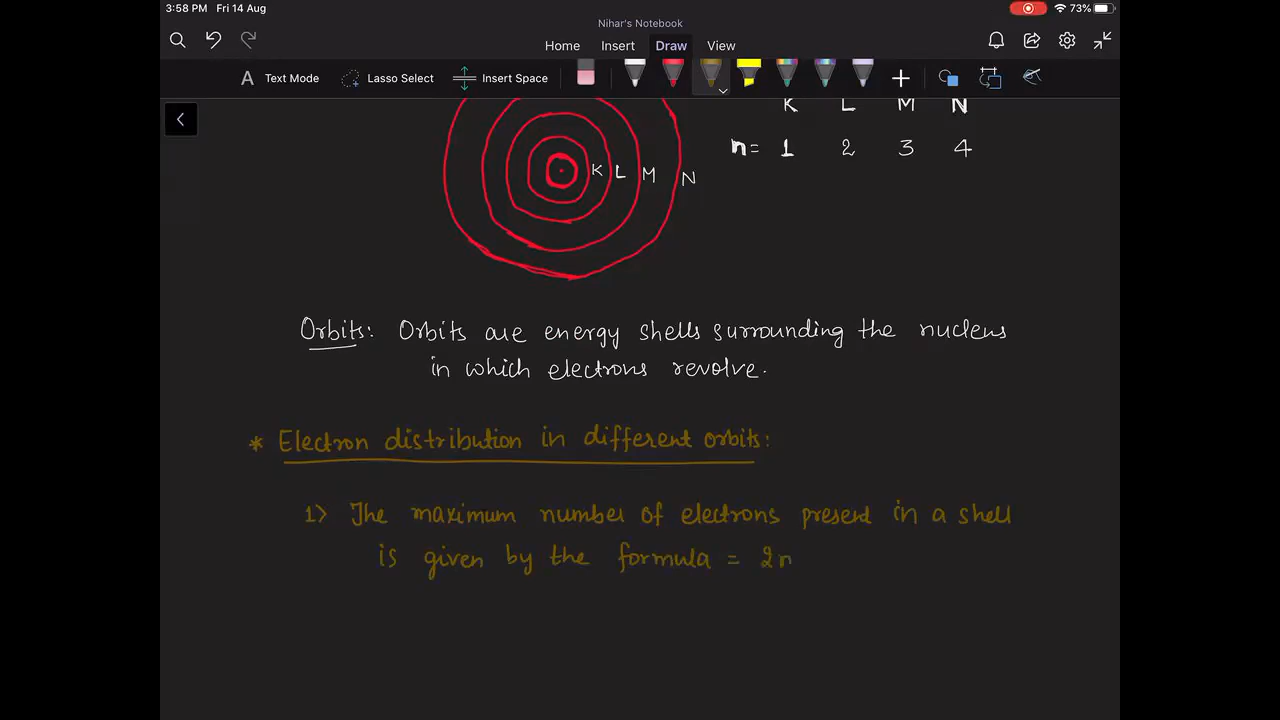 3:58 PM Fri 14 Aug
73%
Nihar's Notebook
Home Insert Draw View
A Text Mode Lasso Select Insert Space
K L M N
n= 1 2 3 4
K L M N
Orbits: Orbits are energy shells surrounding the nucleus
in which electrons revolve.
* Electron distribution in different orbits:
1> The maximum number of electrons present in a shell
is given by the formula = 2n